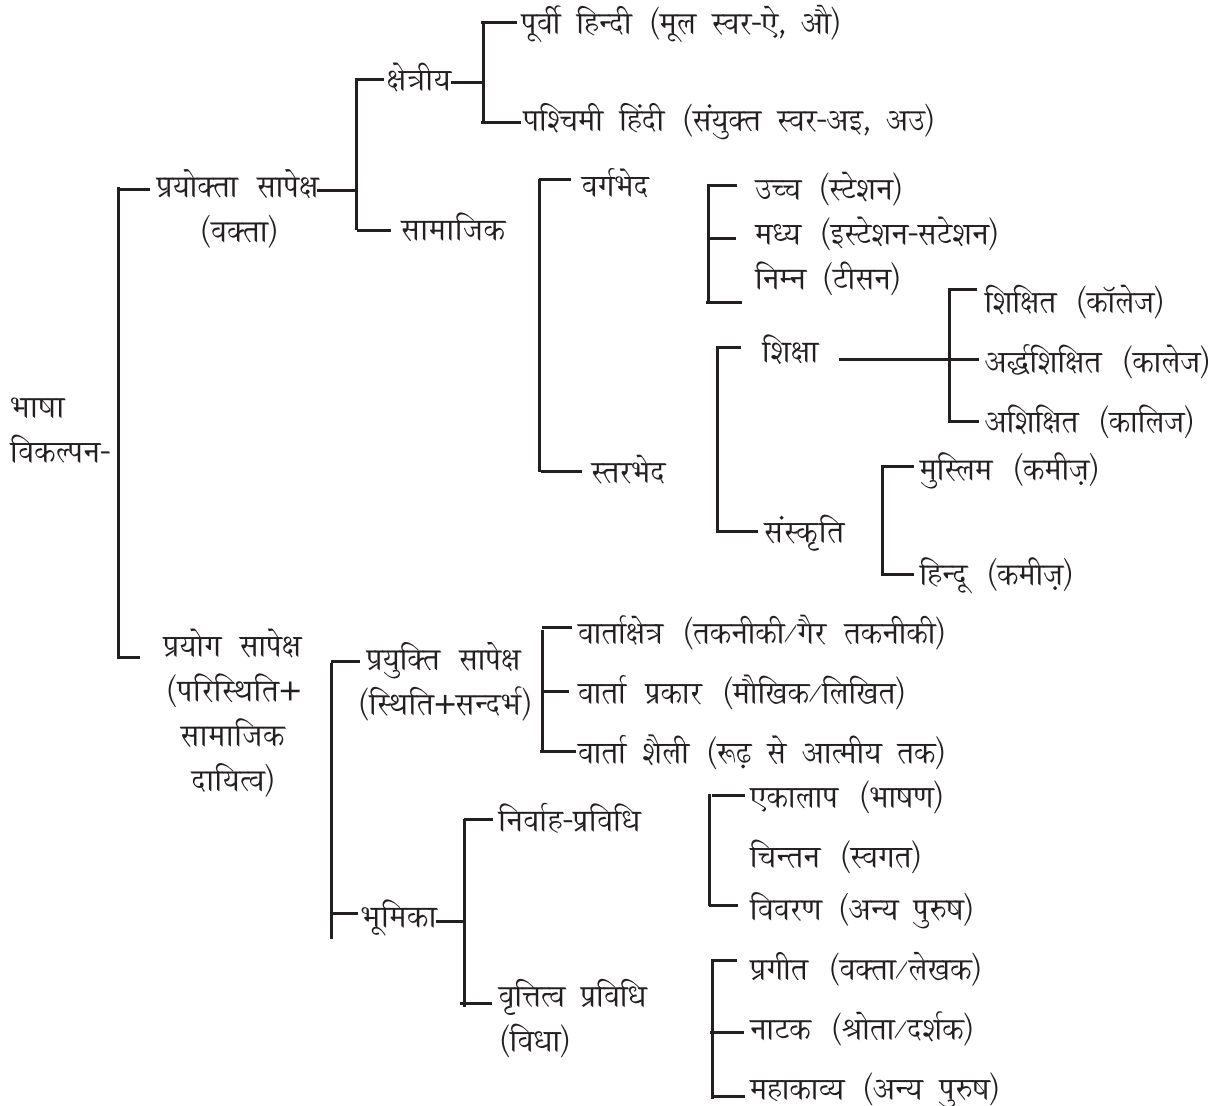 पूर्वी हिन्दी (मूल स्वर-ऐ, औ)
क्षेत्रीय
पश्चिमी हिंदी (संयुक्त स्वर-अइ, अउ)
प्रयोक्ता सापेक्ष
(वक्ता)
सामाजिक
वर्गभेद
उच्च (स्टेशन)
मध्य (इस्टेशन-सटेशन)
निम्न (टीसन)
शिक्षा
शिक्षित (कॉलेज)
अर्द्धशिक्षित (कालेज)
अशिक्षित (कालिज)
भाषा
विकल्पन-
स्तरभेद
संस्कृति
मुस्लिम (कमीज़)
हिन्दू (कमीज़)
प्रयोग सापेक्ष
(परिस्थिति+
सामाजिक
दायित्व)
प्रयुक्ति सापेक्ष
(स्थिति+सन्दर्भ)
वार्ताक्षेत्र (तकनीकी/गैर तकनीकी)
वार्ता प्रकार (मौखिक/लिखित)
वार्ता शैली (रूढ़ से आत्मीय तक)
भूमिका
निर्वाह-प्रविधि
एकालाप (भाषण)
चिन्तन (स्वगत)
विवरण (अन्य पुरुष)
वृत्तित्व प्रविधि
(विधा)
प्रगीत (वक्ता/लेखक)
नाटक (श्रोता/दर्शक)
महाकाव्य (अन्य पुरुष)